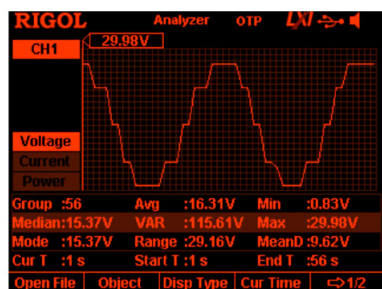 RIGOL Analyzer OTP LXI
CH1 29.98V
Voltage
Current
Power
Group :56 Avg :16.31V Min :0.83V
Median:15.37V VAR :115.61V Max :29.98V
Mode :15.37V Range :29.16V MeanD:9.62V
Cur T :1 s Start T :1 s End T :56 s
Open File Object Disp Type Cur Time ⇨1/2